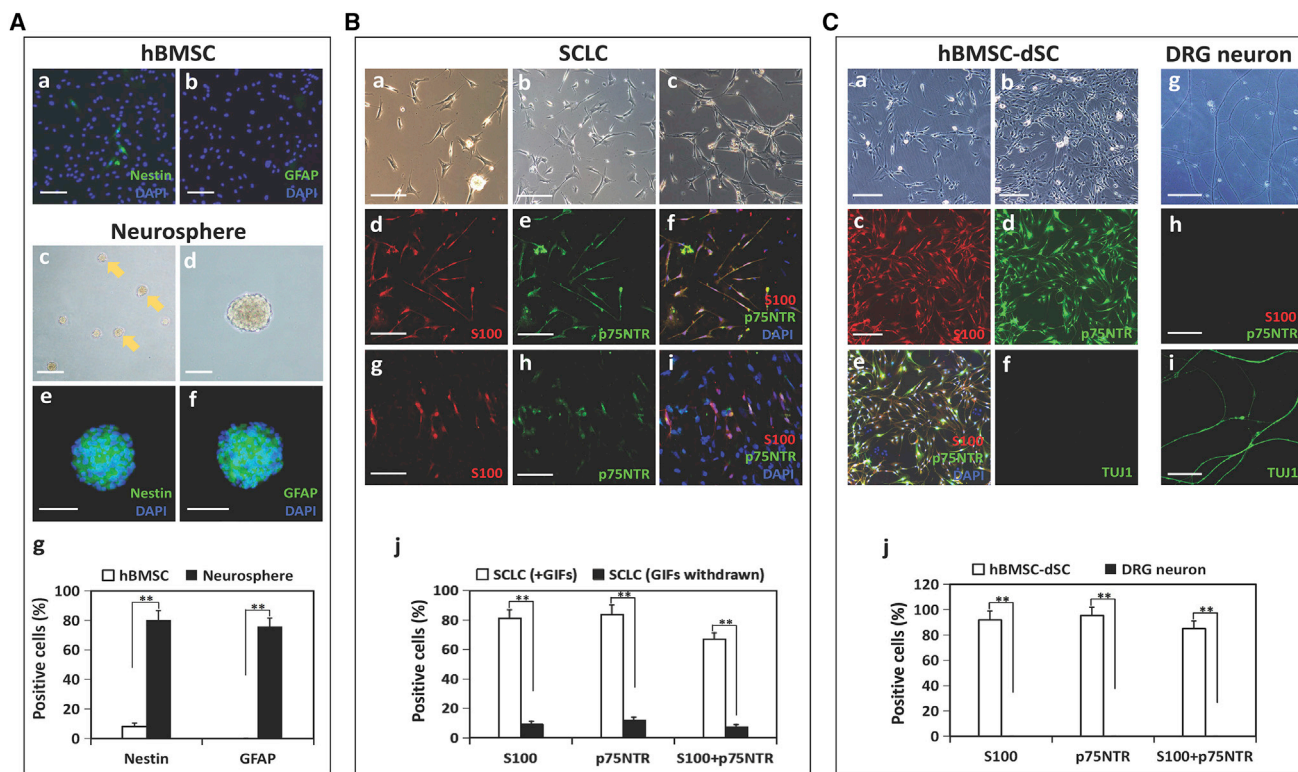 A
hBMSC
a
b
Nestin
DAPI
GFAP
DAPI
Neurosphere
c
d
e
f
Nestin
DAPI
GFAP
DAPI
g
hBMSC
Neurosphere
Positive cells (%)
100
80
60
40
20
0
**
**
Nestin
GFAP
B
SCLC
a
b
c
d
e
f
S100
p75NTR
S100
p75NTR
DAPI
g
h
i
S100
p75NTR
S100
p75NTR
DAPI
j
SCLC (+GIFs)
SCLC (GIFs withdrawn)
Positive cells (%)
100
80
60
40
20
0
**
**
**
S100
p75NTR
S100+p75NTR
C
hBMSC-dSC
DRG neuron
a
b
g
c
d
h
S100
p75NTR
S100
p75NTR
e
f
i
S100
p75NTR
DAPI
TUJ1
TUJ1
j
hBMSC-dSC
DRG neuron
Positive cells (%)
120
100
80
60
40
20
0
**
**
**
S100
p75NTR
S100+p75NTR